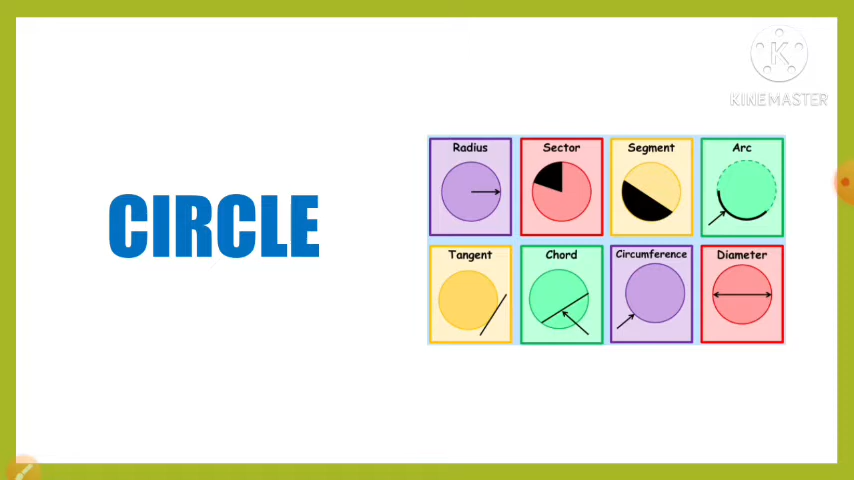 KINEMASTER
CIRCLE
Radius
Sector
Segment
Arc
Tangent
Chord
Circumference
Diameter